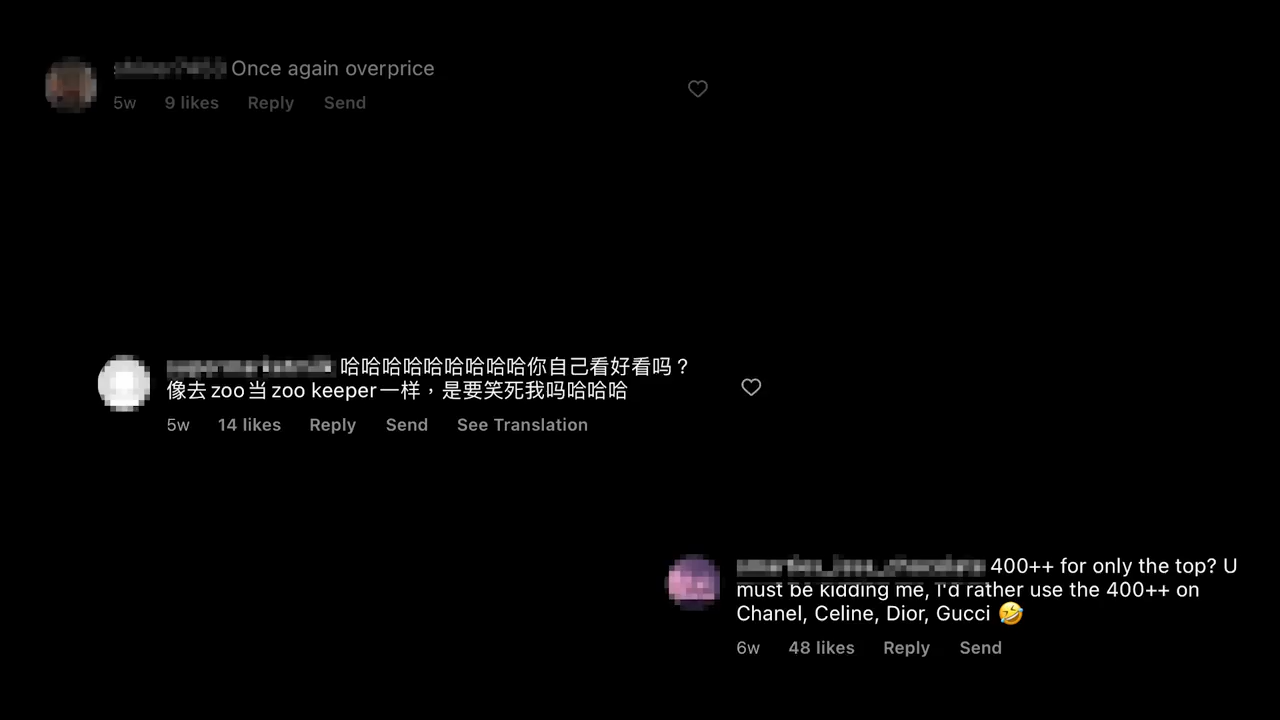 Once again overprice
5w 9 likes Reply Send
哈哈哈哈哈哈哈哈哈你自己看好看吗？
像去 zoo 当 zoo keeper 一样，是要笑死我吗哈哈哈
5w 14 likes Reply Send See Translation
400++ for only the top? U
must be kidding me, I'd rather use the 400++ on
Chanel, Celine, Dior, Gucci 🤣
6w 48 likes Reply Send